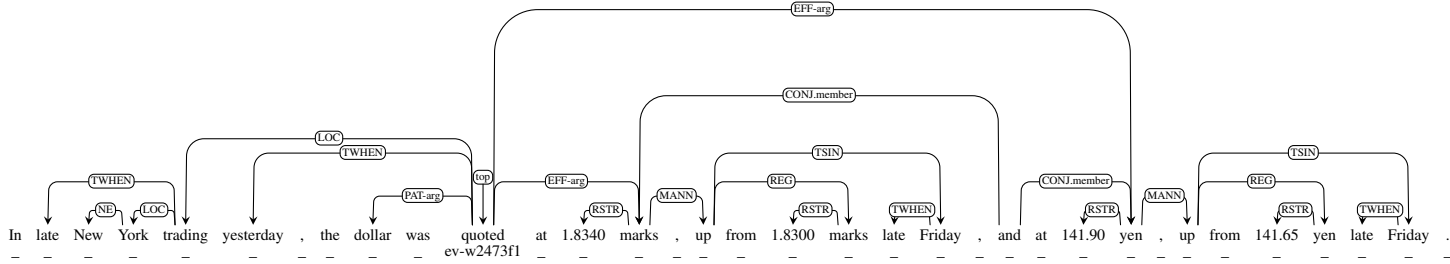 EFF-arg
CONJ.member
LOC
TWHEN TSIN TSIN
TWHEN top EFF-arg REG CONJ.member REG
PAT-arg MANN MANN
NE LOC RSTR RSTR TWHEN RSTR RSTR TWHEN
In late New York trading yesterday , the dollar was quoted at 1.8340 marks , up from 1.8300 marks late Friday , and at 141.90 yen , up from 141.65 yen late Friday .
_ _ _ _ _ _ _ _ _ _ ev-w2473f1 _ _ _ _ _ _ _ _ _ _ _ _ _ _ _ _ _ _ _ _ _ _ _